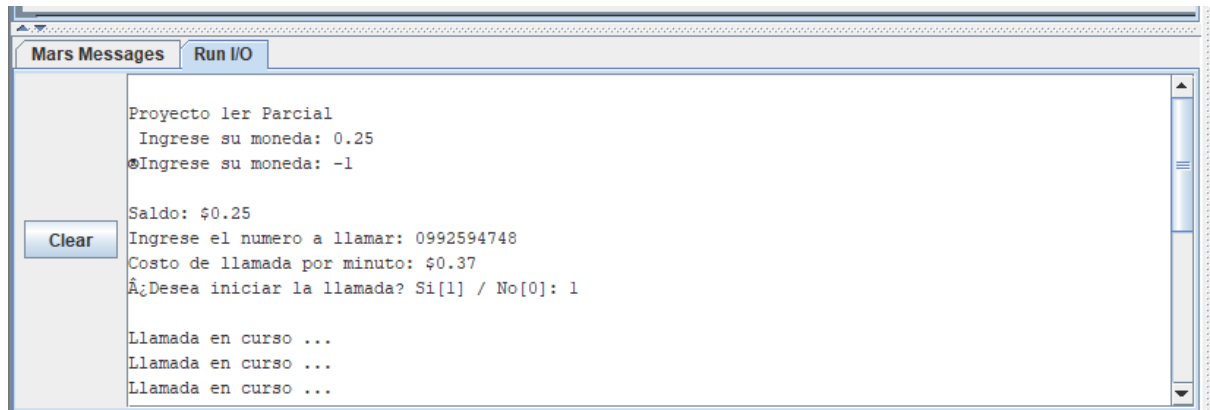 Mars Messages Run I/O
Proyecto 1er Parcial
Ingrese su moneda: 0.25
Ingrese su moneda: -1
Saldo: $0.25
Clear
Ingrese el numero a llamar: 0992594748
Costo de llamada por minuto: $0.37
Â¿Desea iniciar la llamada? Si[1] / No[0]: 1
Llamada en curso ...
Llamada en curso ...
Llamada en curso ...